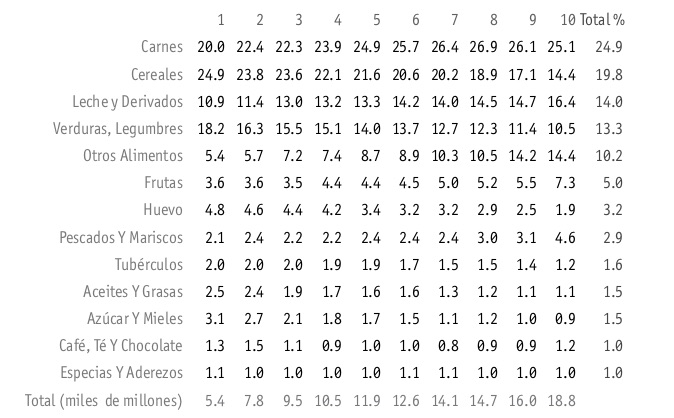 1 2 3 4 5 6 7 8 9 10 Total %
Carnes 20.0 22.4 22.3 23.9 24.9 25.7 26.4 26.9 26.1 25.1 24.9
Cereales 24.9 23.8 23.6 22.1 21.6 20.6 20.2 18.9 17.1 14.4 19.8
Leche y Derivados 10.9 11.4 13.0 13.2 13.3 14.2 14.0 14.5 14.7 16.4 14.0
Verduras, Legumbres 18.2 16.3 15.5 15.1 14.0 13.7 12.7 12.3 11.4 10.5 13.3
Otros Alimentos 5.4 5.7 7.2 7.4 8.7 8.9 10.3 10.5 14.2 14.4 10.2
Frutas 3.6 3.6 3.5 4.4 4.4 4.5 5.0 5.2 5.5 7.3 5.0
Huevo 4.8 4.6 4.4 4.2 3.4 3.2 3.2 2.9 2.5 1.9 3.2
Pescados Y Mariscos 2.1 2.4 2.2 2.2 2.4 2.4 2.4 3.0 3.1 4.6 2.9
Tubérculos 2.0 2.0 2.0 1.9 1.9 1.7 1.5 1.5 1.4 1.2 1.6
Aceites Y Grasas 2.5 2.4 1.9 1.7 1.6 1.6 1.3 1.2 1.1 1.1 1.5
Azúcar Y Mieles 3.1 2.7 2.1 1.8 1.7 1.5 1.1 1.2 1.0 0.9 1.5
Café, Té Y Chocolate 1.3 1.5 1.1 0.9 1.0 1.0 0.8 0.9 0.9 1.2 1.0
Especias Y Aderezos 1.1 1.0 1.0 1.0 1.0 1.1 1.1 1.0 1.0 1.0 1.0
Total (miles de millones) 5.4 7.8 9.5 10.5 11.9 12.6 14.1 14.7 16.0 18.8